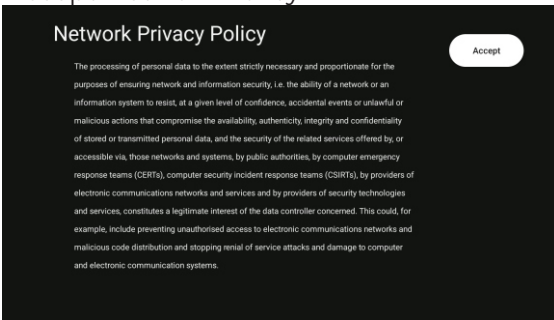 Network Privacy Policy
Accept
The processing of personal data to the extent strictly necessary and proportionate for the
purposes of ensuring network and information security, i.e. the ability of a network or an
information system to resist, at a given level of confidence, accidental events or unlawful or
malicious actions that compromise the availability, authenticity, integrity and confidentiality
of stored or transmitted personal data, and the security of the related services offered by, or
accessible via, those networks and systems, by public authorities, by computer emergency
response teams (CERTs), computer security incident response teams (CSIRTs), by providers of
electronic communications networks and services and by providers of security technologies
and services, constitutes a legitimate interest of the data controller concerned. This could, for
example, include preventing unauthorised access to electronic communications networks and
malicious code distribution and stopping renial of service attacks and damage to computer
and electronic communication systems.